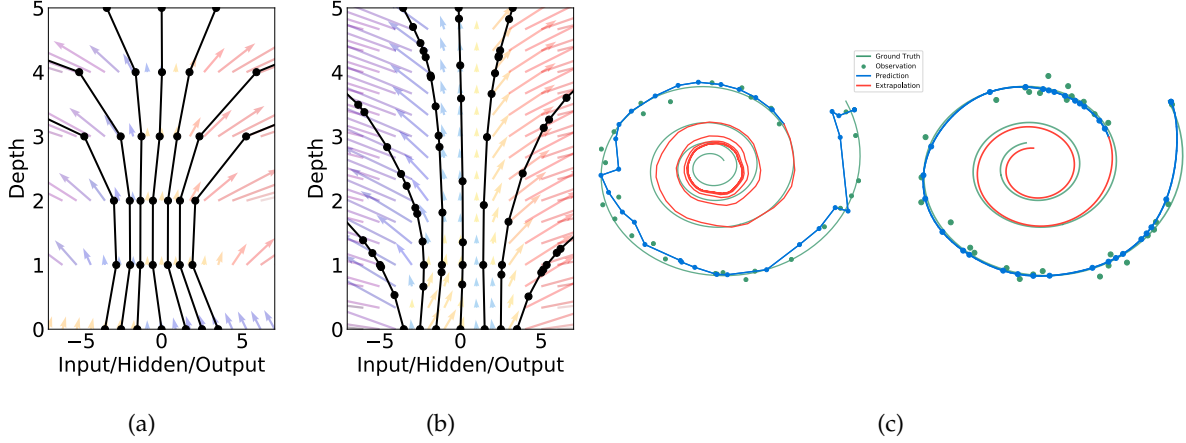 5
4
3
2
1
0
Depth
−5 0 5
Input/Hidden/Output
(a)
5
4
3
2
1
0
Depth
−5 0 5
Input/Hidden/Output
(b)
Ground Truth
Observation
Prediction
Extrapolation
(c)